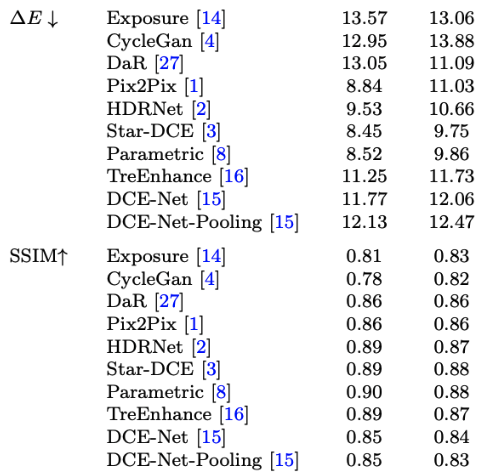 ΔE ↓ Exposure [14] 13.57 13.06
CycleGan [4] 12.95 13.88
DaR [27] 13.05 11.09
Pix2Pix [1] 8.84 11.03
HDRNet [2] 9.53 10.66
Star-DCE [3] 8.45 9.75
Parametric [8] 8.52 9.86
TreEnhance [16] 11.25 11.73
DCE-Net [15] 11.77 12.06
DCE-Net-Pooling [15] 12.13 12.47
SSIM↑ Exposure [14] 0.81 0.83
CycleGan [4] 0.78 0.82
DaR [27] 0.86 0.86
Pix2Pix [1] 0.86 0.86
HDRNet [2] 0.89 0.87
Star-DCE [3] 0.89 0.88
Parametric [8] 0.90 0.88
TreEnhance [16] 0.89 0.87
DCE-Net [15] 0.85 0.84
DCE-Net-Pooling [15] 0.85 0.83